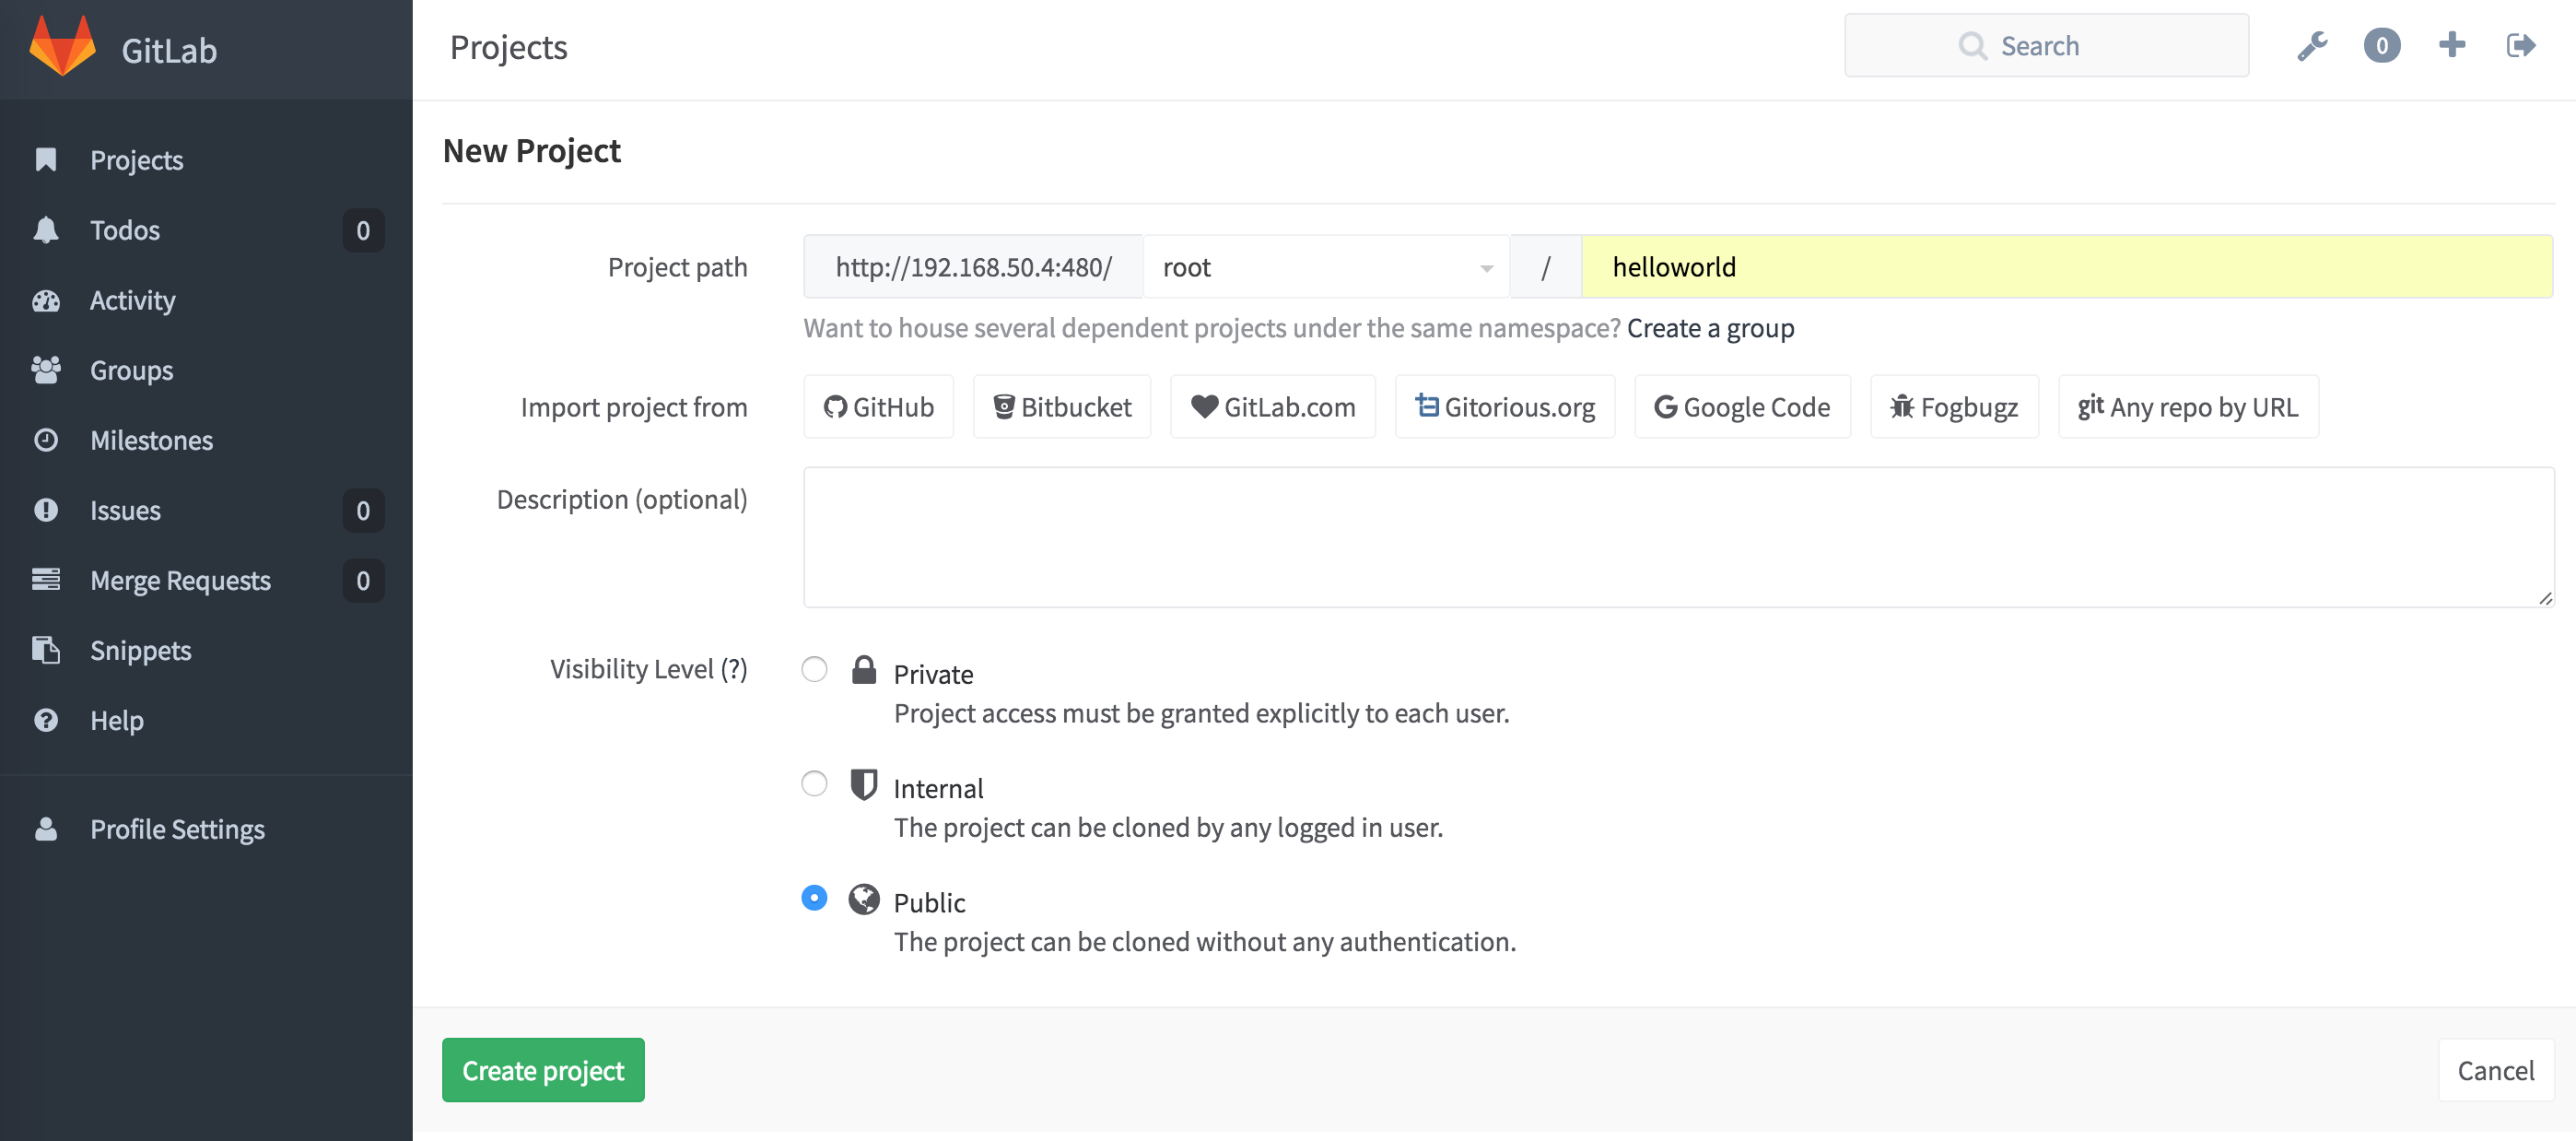 GitLab
Projects
Search
0
Projects
Todos 0
Activity
Groups
Milestones
Issues 0
Merge Requests 0
Snippets
Help
Profile Settings
New Project
Project path http://192.168.50.4:480/ root / helloworld
Want to house several dependent projects under the same namespace? Create a group
Import project from GitHub Bitbucket GitLab.com Gitorious.org Google Code Fogbugz git Any repo by URL
Description (optional)
Visibility Level (?)
Private
Project access must be granted explicitly to each user.
Internal
The project can be cloned by any logged in user.
Public
The project can be cloned without any authentication.
Create project
Cancel